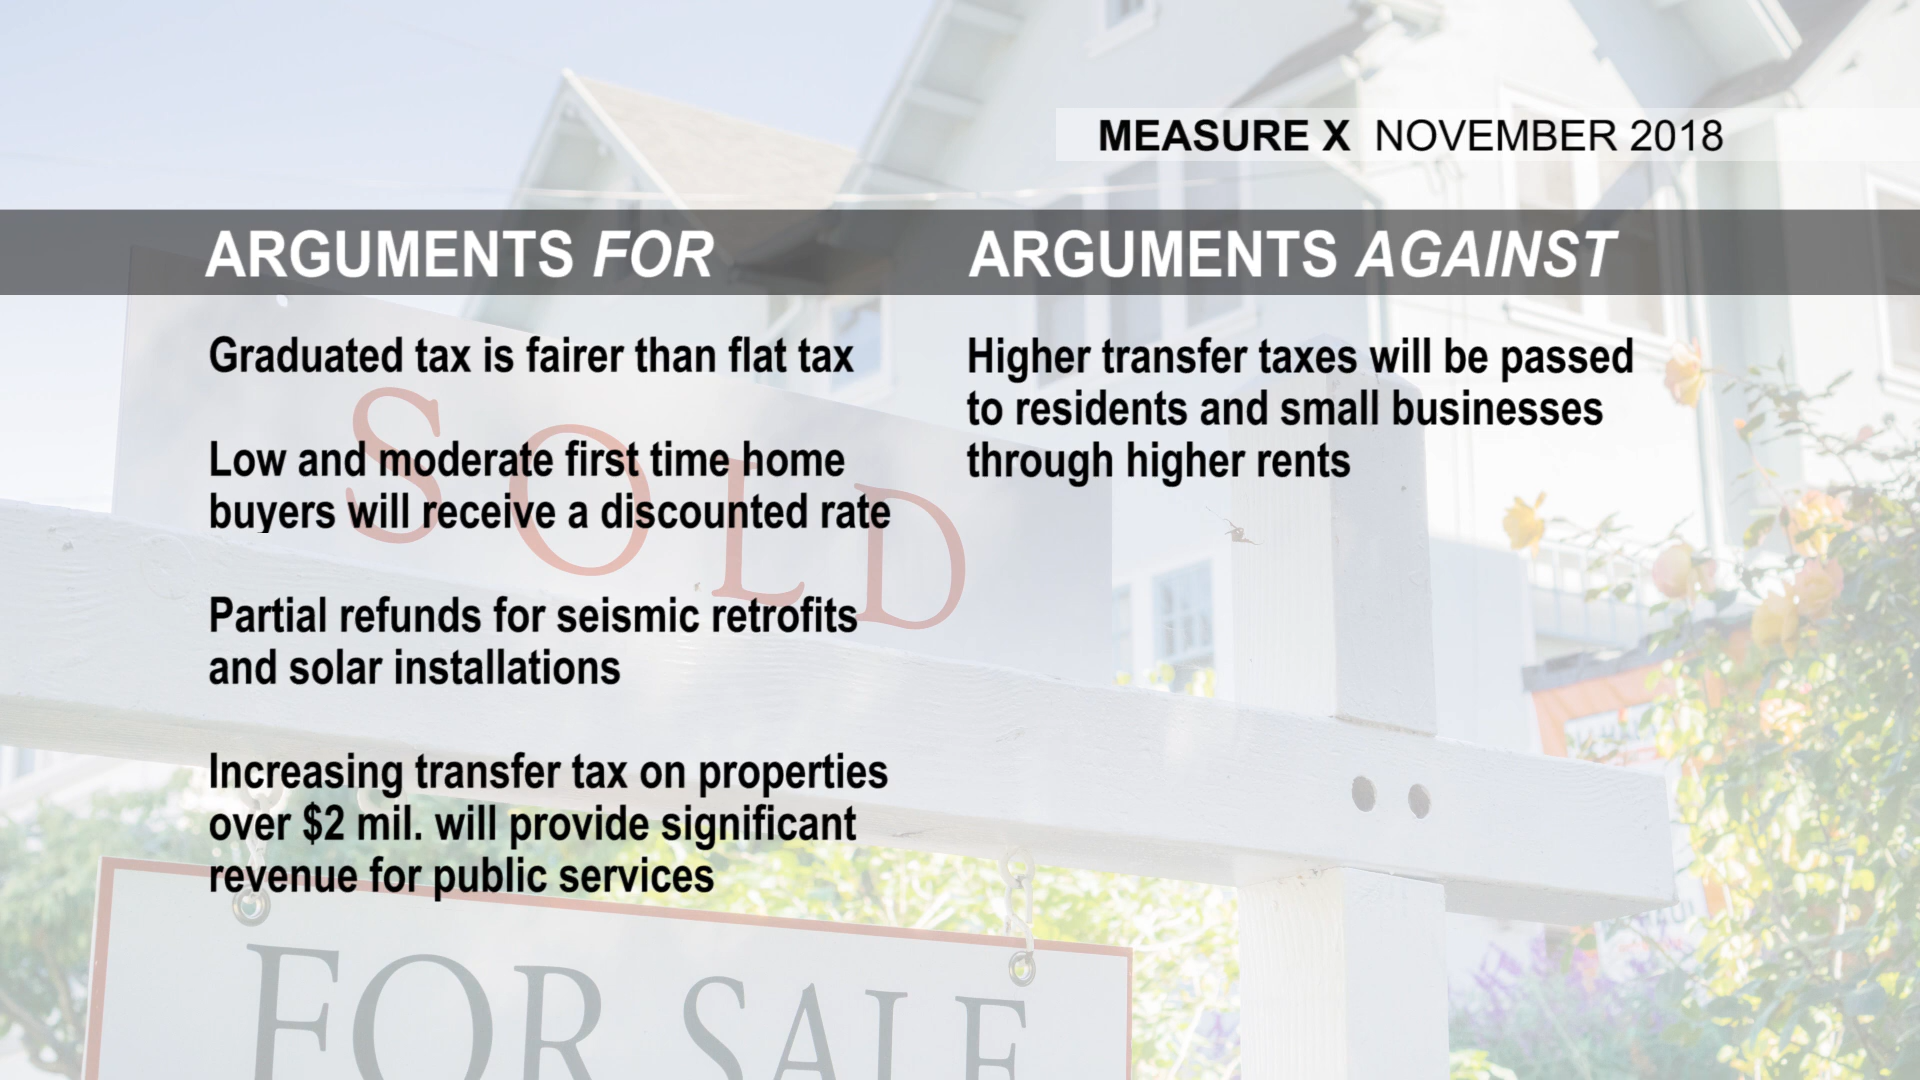 MEASURE X NOVEMBER 2018
ARGUMENTS FOR
Graduated tax is fairer than flat tax
Low and moderate first time home
buyers will receive a discounted rate
Partial refunds for seismic retrofits
and solar installations
Increasing transfer tax on properties
over $2 mil. will provide significant
revenue for public services
ARGUMENTS AGAINST
Higher transfer taxes will be passed
to residents and small businesses
through higher rents
SOLD
FOR SALE